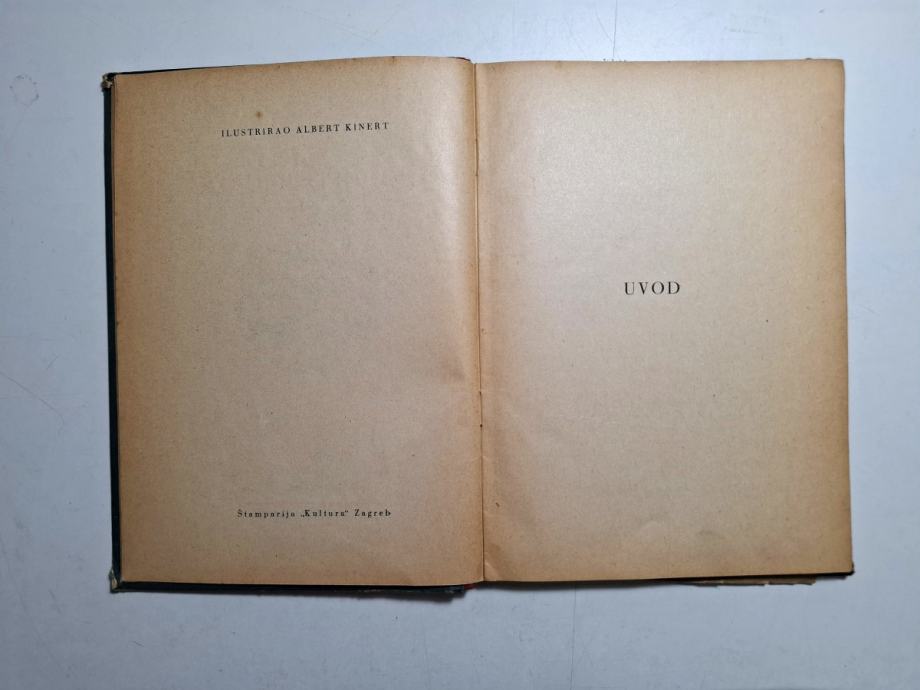 ILUSTRIRAO ALBERT KINERT
Štamparija „Kultura“ Zagreb
UVOD